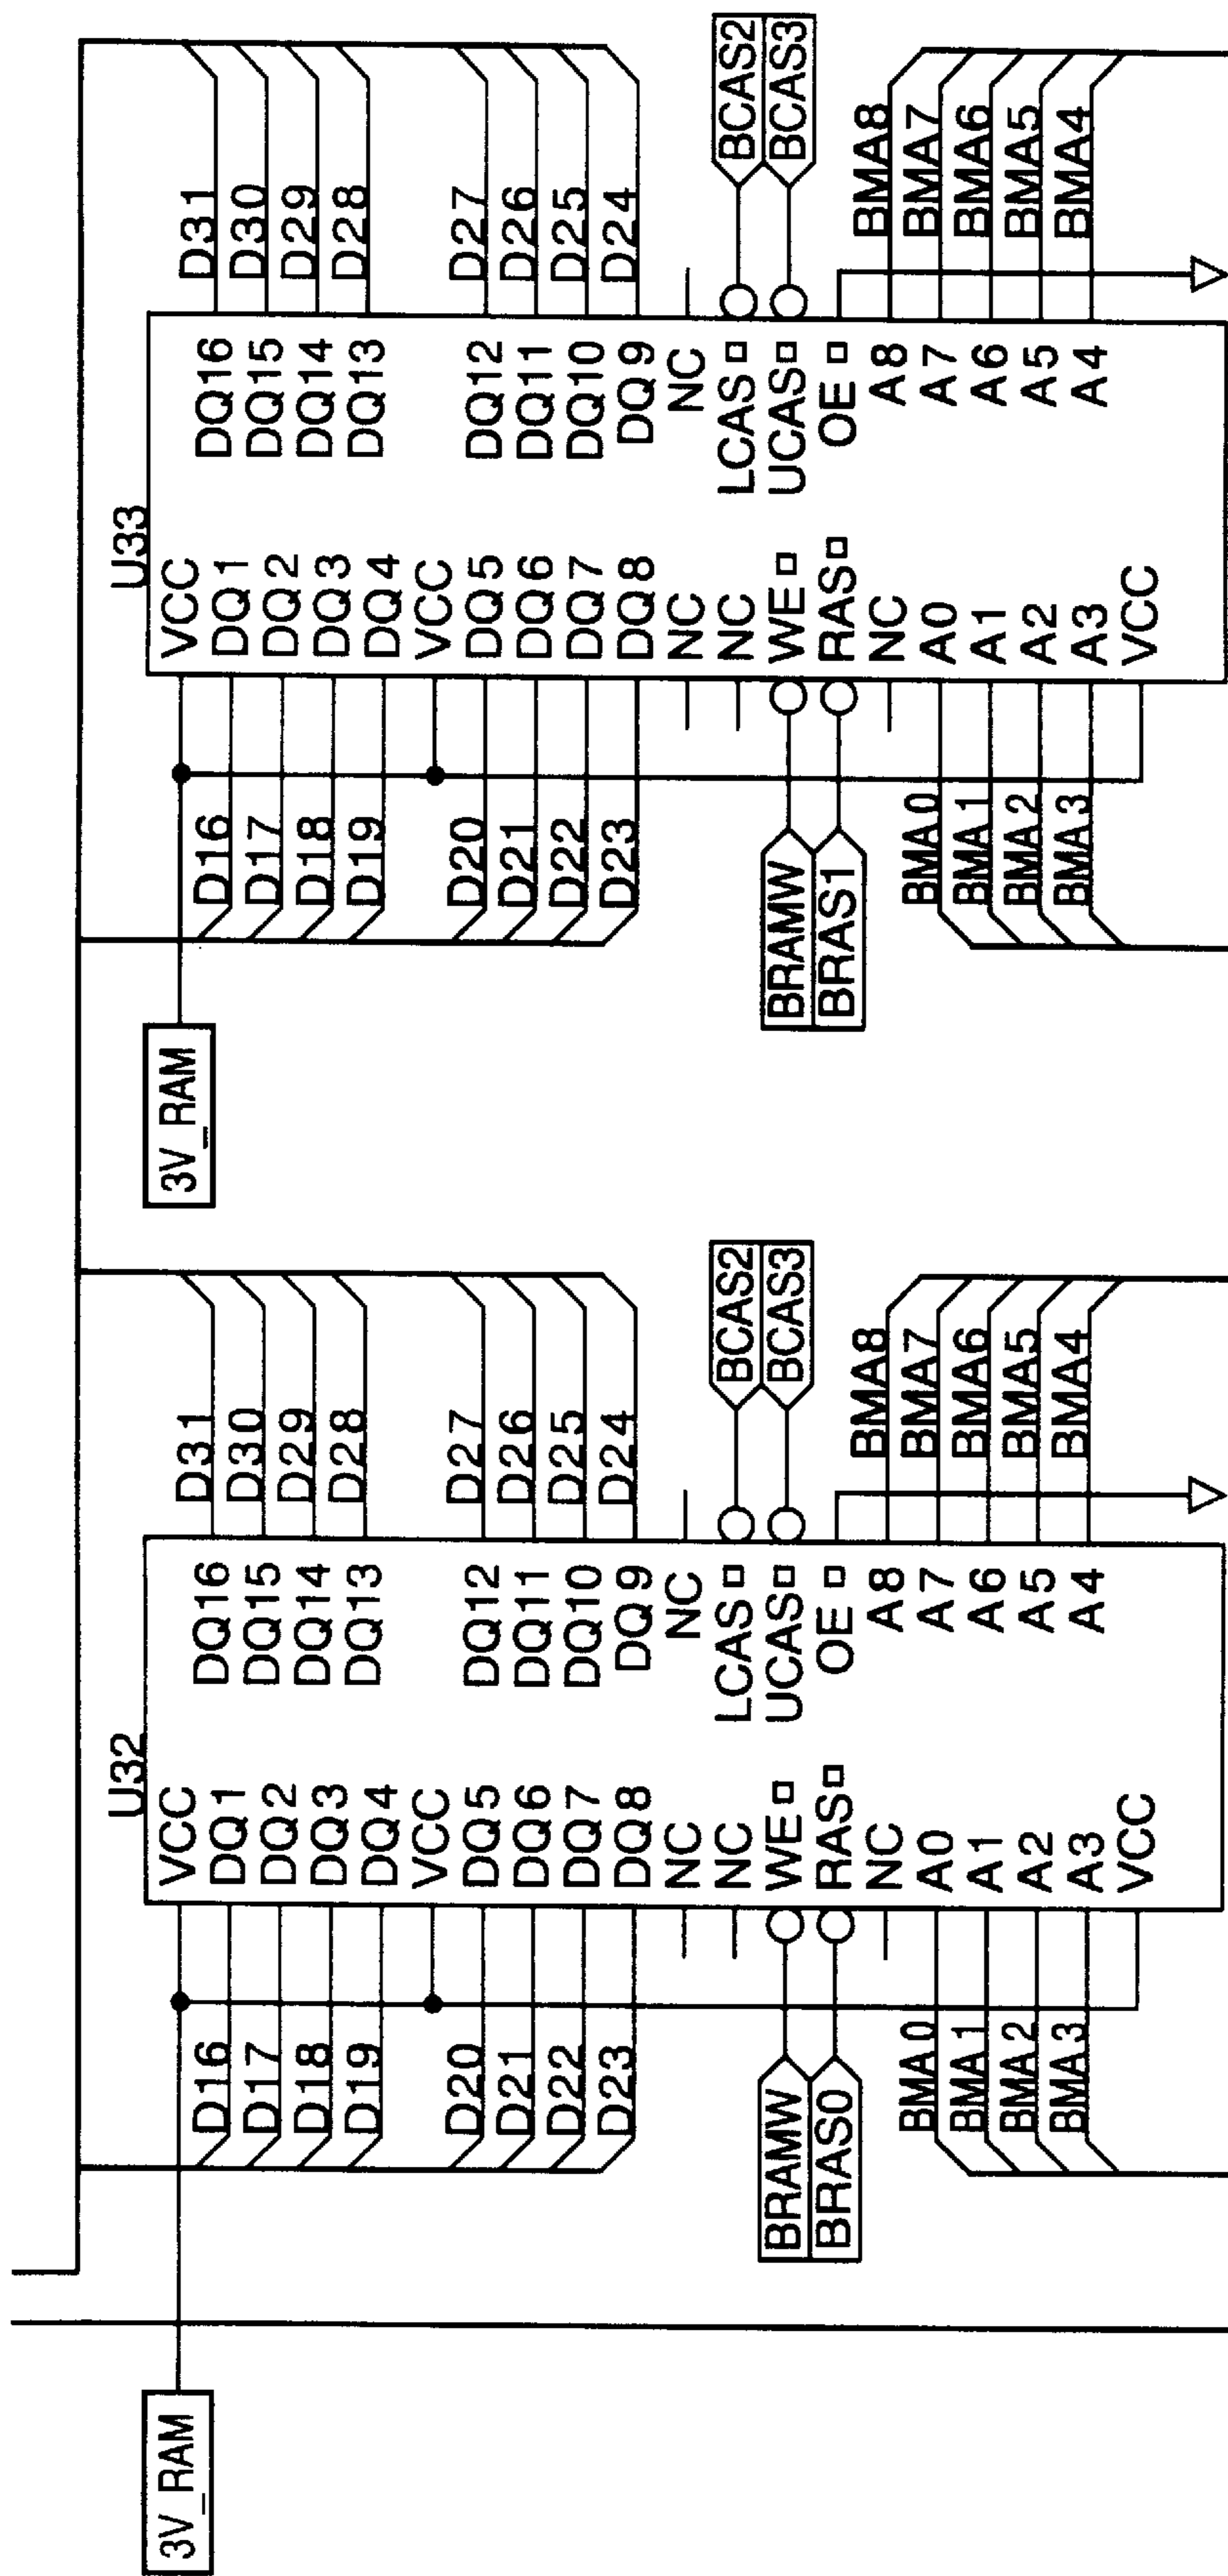 3V_RAM
U32
VCC
DQ1
DQ2
DQ3
DQ4
VCC
DQ5
DQ6
DQ7
DQ8
NC
NC
WE
RAS
NC
A0
A1
A2
A3
VCC
DQ16
DQ15
DQ14
DQ13
DQ12
DQ11
DQ10
DQ9
NC
LCAS
UCAS
OE
A8
A7
A6
A5
A4
D16
D17
D18
D19
D20
D21
D22
D23
BRAMW
BRAS0
BMA0
BMA1
BMA2
BMA3
D31
D30
D29
D28
D27
D26
D25
D24
BCAS2
BCAS3
BMA8
BMA7
BMA6
BMA5
BMA4
3V_RAM
U33
VCC
DQ1
DQ2
DQ3
DQ4
VCC
DQ5
DQ6
DQ7
DQ8
NC
NC
WE
RAS
NC
A0
A1
A2
A3
VCC
DQ16
DQ15
DQ14
DQ13
DQ12
DQ11
DQ10
DQ9
NC
LCAS
UCAS
OE
A8
A7
A6
A5
A4
D16
D17
D18
D19
D20
D21
D22
D23
BRAMW
BRAS1
BMA0
BMA1
BMA2
BMA3
D31
D30
D29
D28
D27
D26
D25
D24
BCAS2
BCAS3
BMA8
BMA7
BMA6
BMA5
BMA4